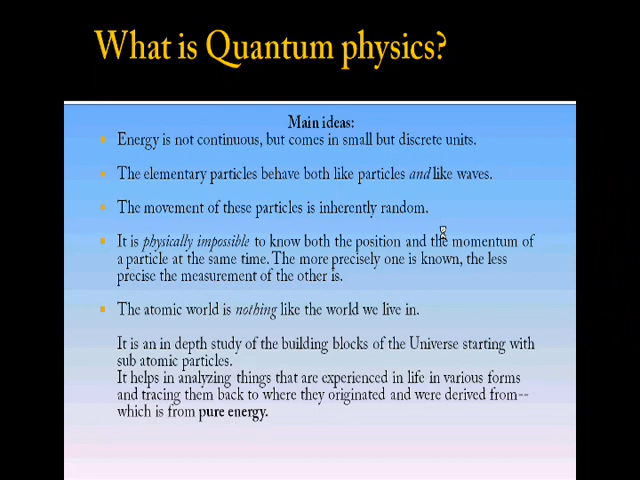 What is Quantum physics?
Main ideas:
Energy is not continuous, but comes in small but discrete units.
The elementary particles behave both like particles and like waves.
The movement of these particles is inherently random.
It is physically impossible to know both the position and the momentum of
a particle at the same time. The more precisely one is known, the less
precise the measurement of the other is.
The atomic world is nothing like the world we live in.
It is an in depth study of the building blocks of the Universe starting with
sub atomic particles.
It helps in analyzing things that are experienced in life in various forms
and tracing them back to where they originated and were derived from--
which is from pure energy.